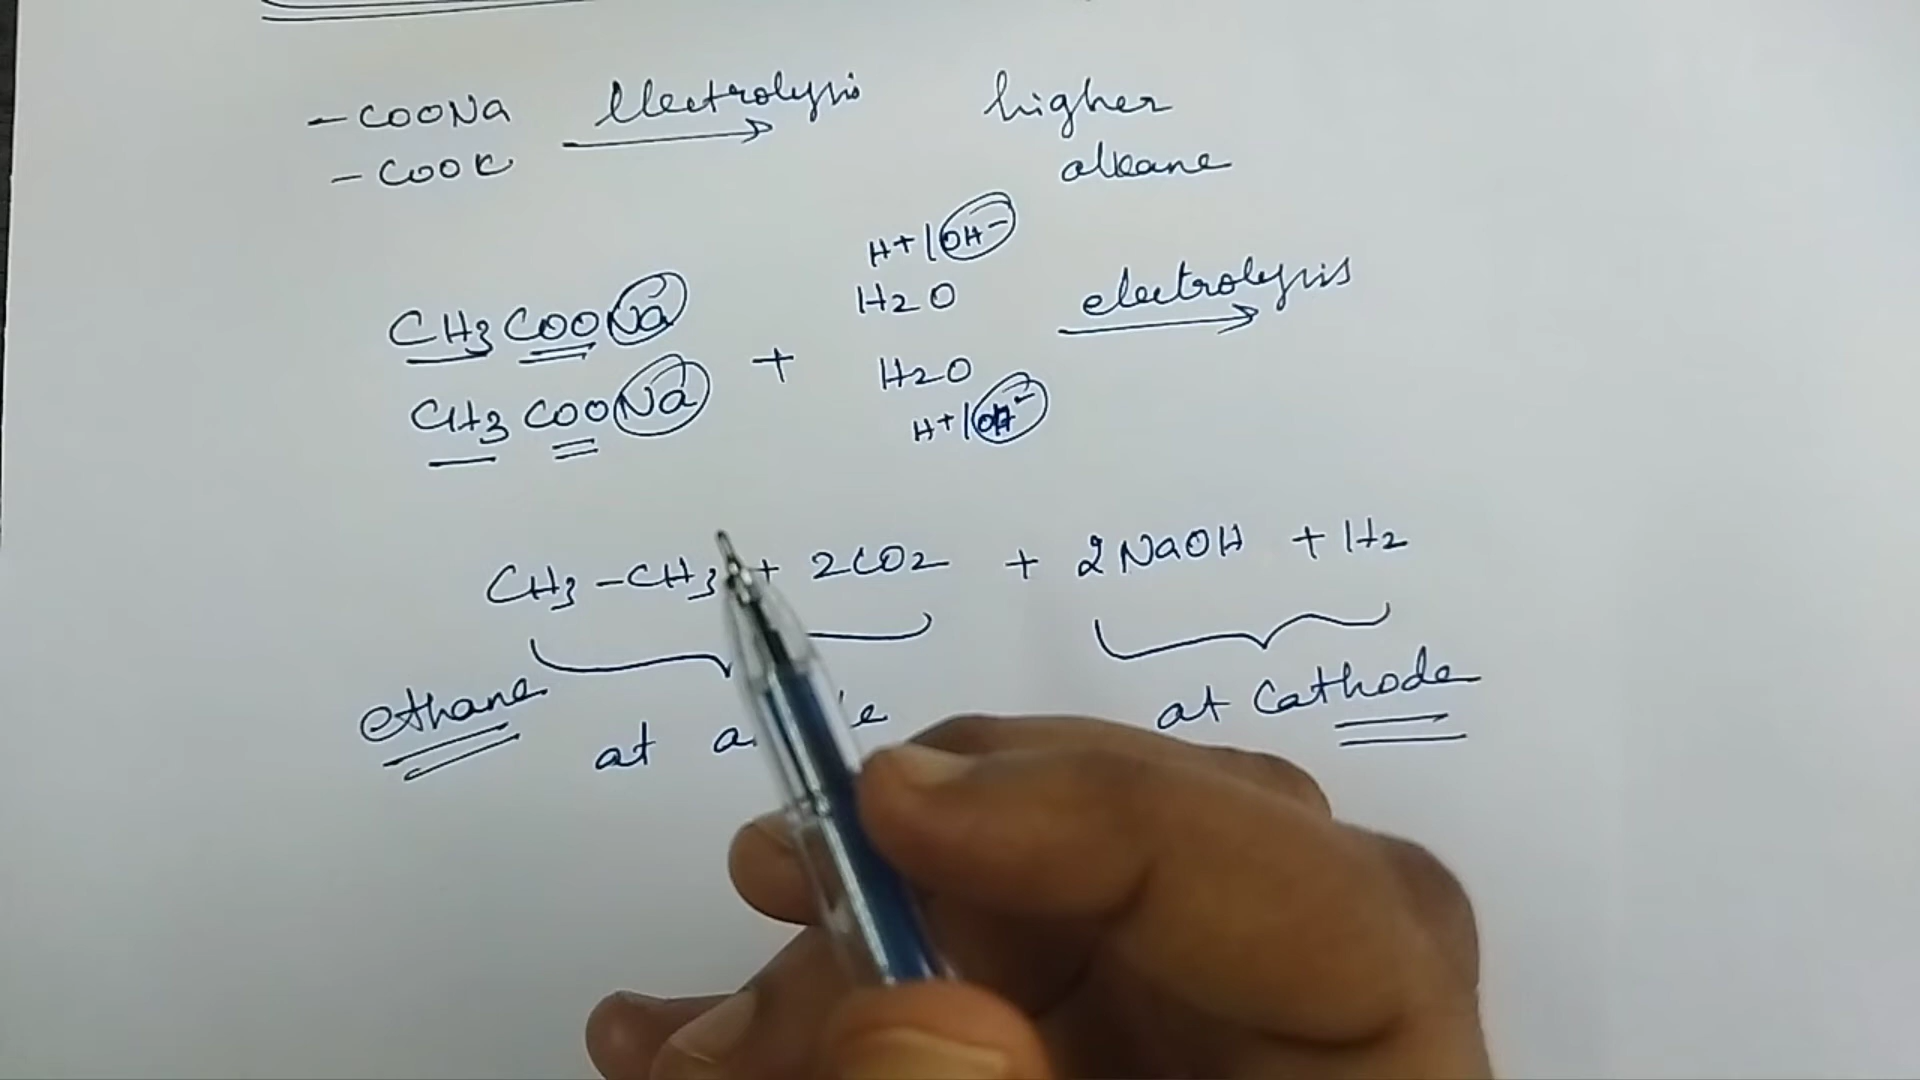 -COONa electrolysis higher
-COOK alkane
H+|OH-
CH3COONa H2O electrolysis
+
CH3COONa H2O
H+|OH-
CH3-CH3 + 2CO2 + 2NaOH + H2
ethane at at cathode